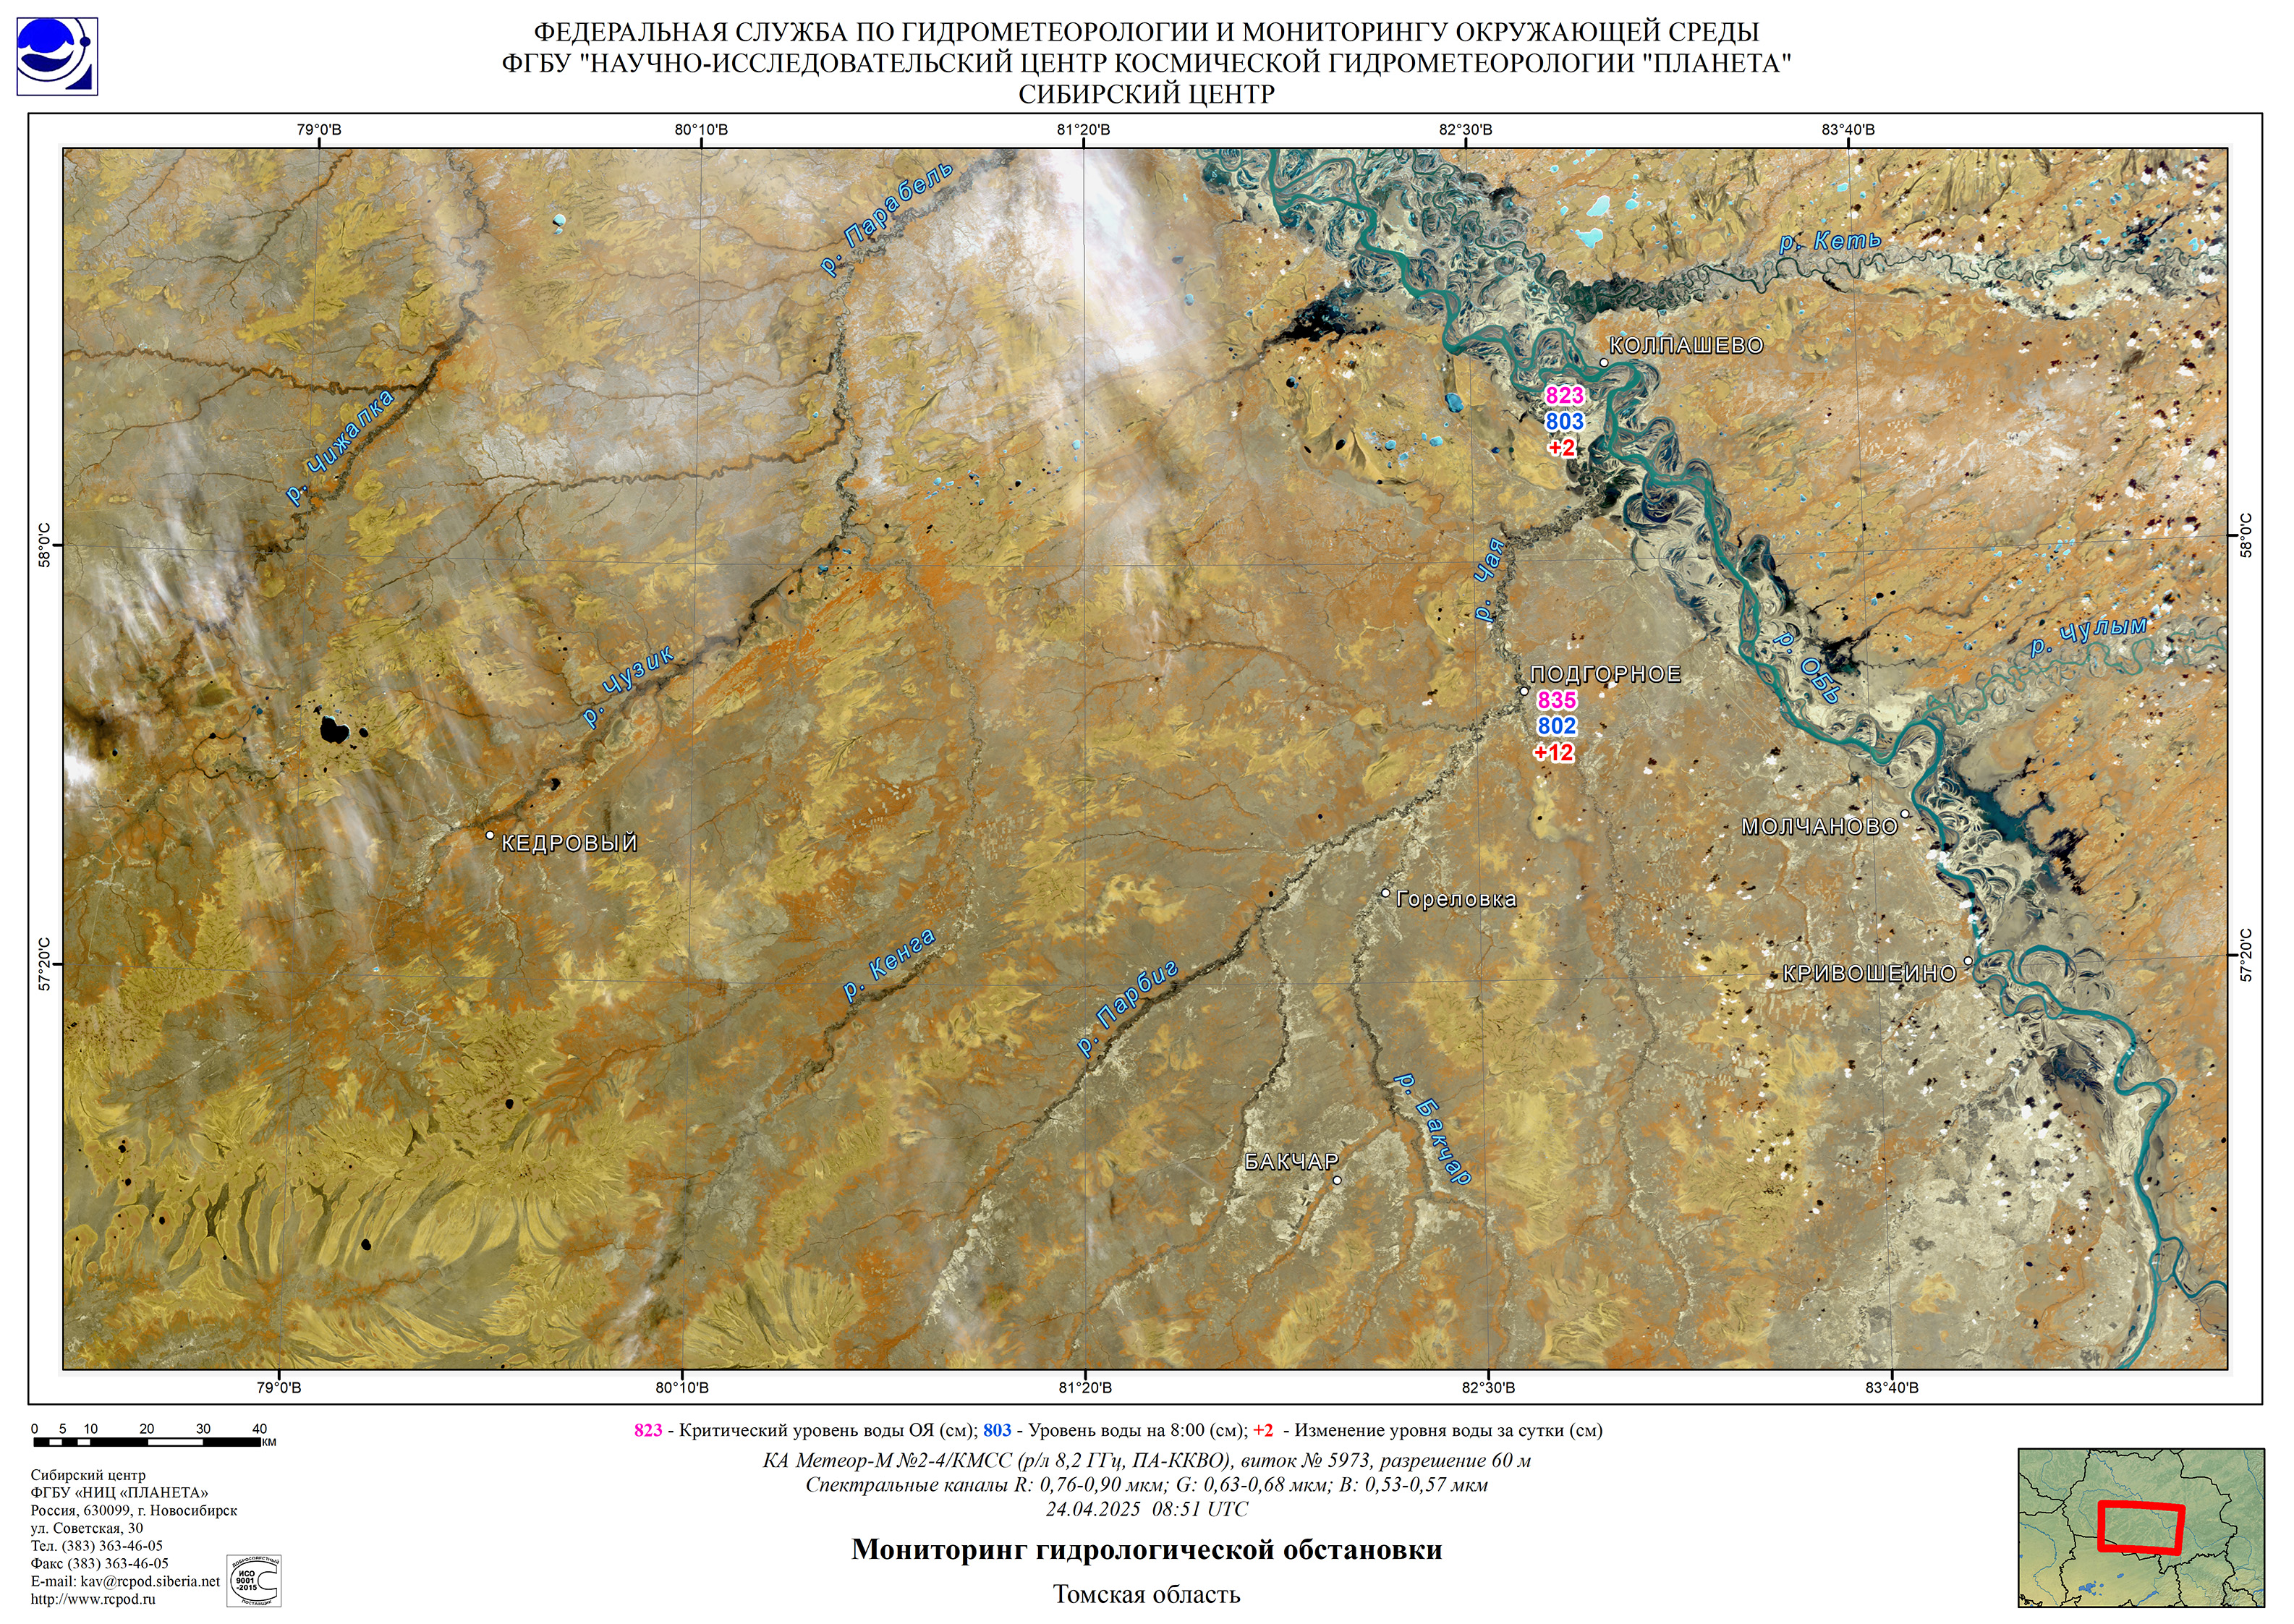 ФЕДЕРАЛЬНАЯ СЛУЖБА ПО ГИДРОМЕТЕОРОЛОГИИ И МОНИТОРИНГУ ОКРУЖАЮЩЕЙ СРЕДЫ
ФГБУ "НАУЧНО-ИССЛЕДОВАТЕЛЬСКИЙ ЦЕНТР КОСМИЧЕСКОЙ ГИДРОМЕТЕОРОЛОГИИ "ПЛАНЕТА"
СИБИРСКИЙ ЦЕНТР
79°0'В 80°10'В 81°20'В 82°30'В 83°40'В
р. Парабель
р. Кеть
КОЛПАШЕВО
823
803
+2
р. Чижапка
58°0'С 58°0'С
р. Чая
р. Чулым
р. ОБЬ
р. Чузик
ПОДГОРНОЕ
835
802
+12
МОЛЧАНОВО
КЕДРОВЫЙ
Гореловка
р. Кенга
57°20'С 57°20'С
КРИВОШЕИНО
р. Парбиг
р. Бакчар
БАКЧАР
79°0'В 80°10'В 81°20'В 82°30'В 83°40'В
0 5 10 20 30 40
км
823 - Критический уровень воды ОЯ (см); 803 - Уровень воды на 8:00 (см); +2 - Изменение уровня воды за сутки (см)
КА Метеор-М №2-4/КМСС (р/л 8,2 ГГц, ПА-ККВО), виток № 5973, разрешение 60 м
Спектральные каналы R: 0,76-0,90 мкм; G: 0,63-0,68 мкм; B: 0,53-0,57 мкм
24.04.2025 08:51 UTC
Мониторинг гидрологической обстановки
Томская область
Сибирский центр
ФГБУ «НИЦ «ПЛАНЕТА»
Россия, 630099, г. Новосибирск
ул. Советская, 30
Тел. (383) 363-46-05
Факс (383) 363-46-05
E-mail: kav@rcpod.siberia.net
http://www.rcpod.ru
ДОБРОСОВЕСТНЫЙ
ИСО
9001
-2015
ПОСТАВЩИК